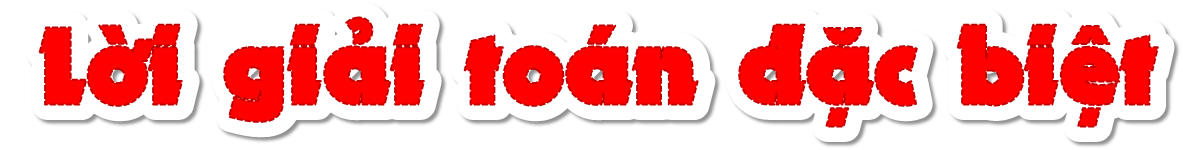 Lời giải toán đặc biệt